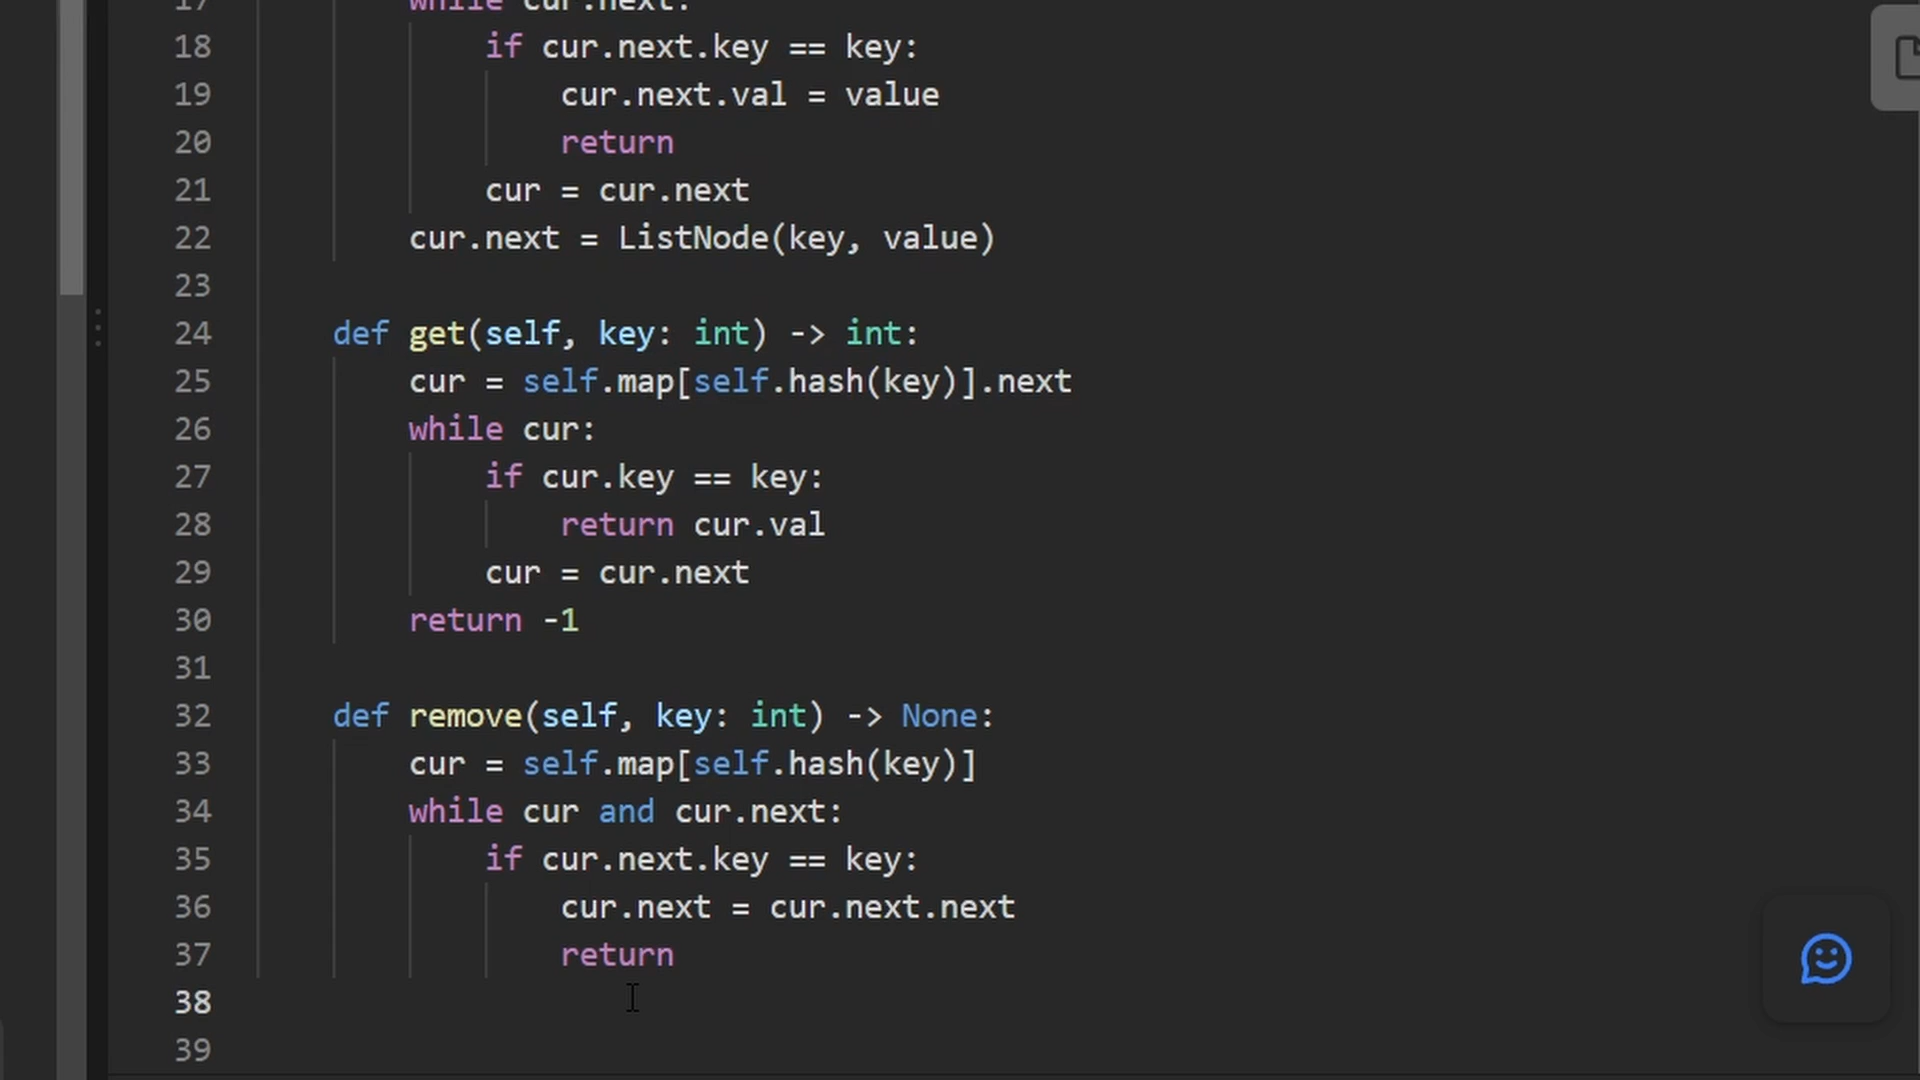 17 while cur.next:
18 if cur.next.key == key:
19 cur.next.val = value
20 return
21 cur = cur.next
22 cur.next = ListNode(key, value)
23
24 def get(self, key: int) -> int:
25 cur = self.map[self.hash(key)].next
26 while cur:
27 if cur.key == key:
28 return cur.val
29 cur = cur.next
30 return -1
31
32 def remove(self, key: int) -> None:
33 cur = self.map[self.hash(key)]
34 while cur and cur.next:
35 if cur.next.key == key:
36 cur.next = cur.next.next
37 return
38
39